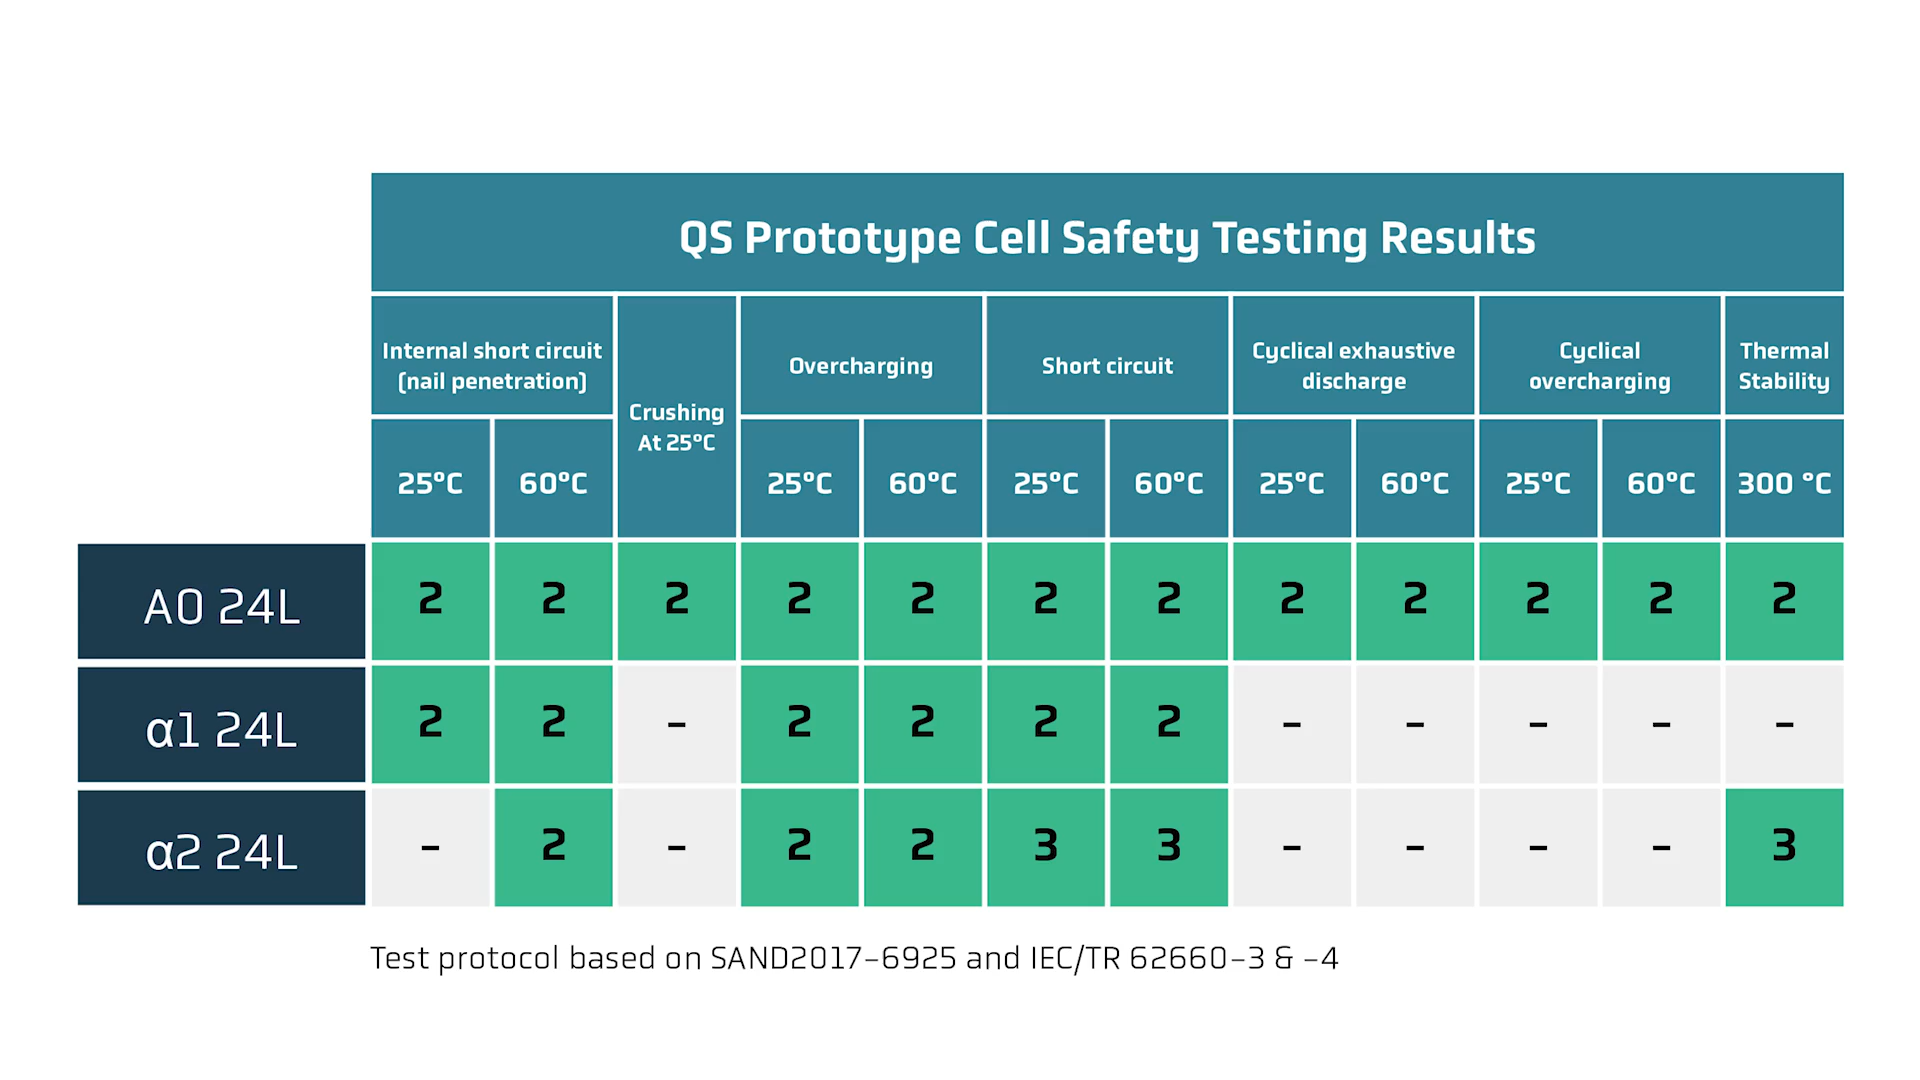 QS Prototype Cell Safety Testing Results
Internal short circuit
(nail penetration)
Crushing
At 25°C
Overcharging
Short circuit
Cyclical exhaustive
discharge
Cyclical
overcharging
Thermal
Stability
25°C 60°C 25°C 60°C 25°C 60°C 25°C 60°C 25°C 60°C 300 °C
A0 24L 2 2 2 2 2 2 2 2 2 2 2 2
α1 24L 2 2 – 2 2 2 2 – – – – –
α2 24L – 2 – 2 2 3 3 – – – – 3
Test protocol based on SAND2017–6925 and IEC/TR 62660–3 & –4